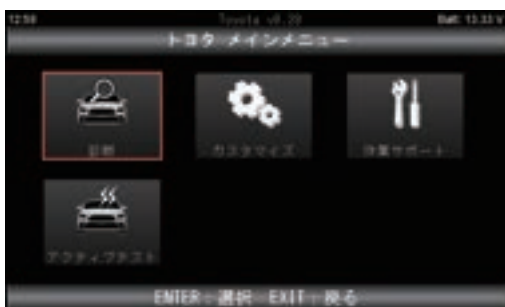 12:58 Toyota v8.20 Batt: 13.33 V
トヨタ メインメニュー
診断 カスタマイズ 作業サポート
アクティブテスト
ENTER：選択 EXIT：戻る